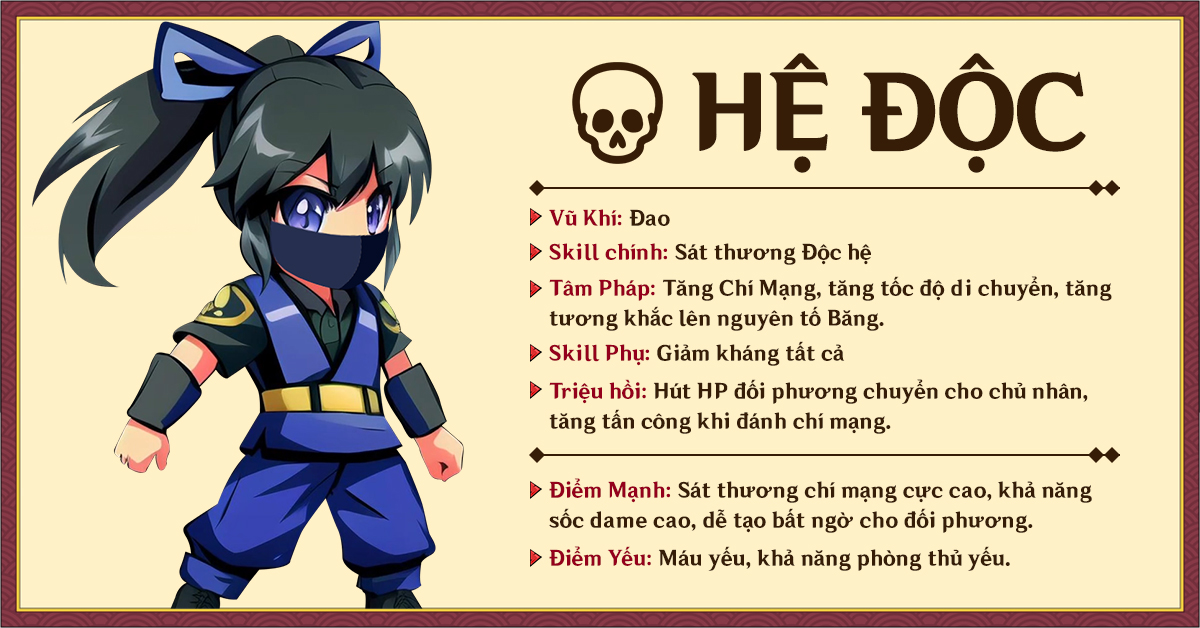 HỆ ĐỘC
Vũ Khí: Đao
Skill chính: Sát thương Độc hệ
Tâm Pháp: Tăng Chí Mạng, tăng tốc độ di chuyển, tăng
tương khắc lên nguyên tố Băng.
Skill Phụ: Giảm kháng tất cả
Triệu hồi: Hút HP đối phương chuyển cho chủ nhân,
tăng tấn công khi đánh chí mạng.
Điểm Mạnh: Sát thương chí mạng cực cao, khả năng
sốc dame cao, dễ tạo bất ngờ cho đối phương.
Điểm Yếu: Máu yếu, khả năng phòng thủ yếu.